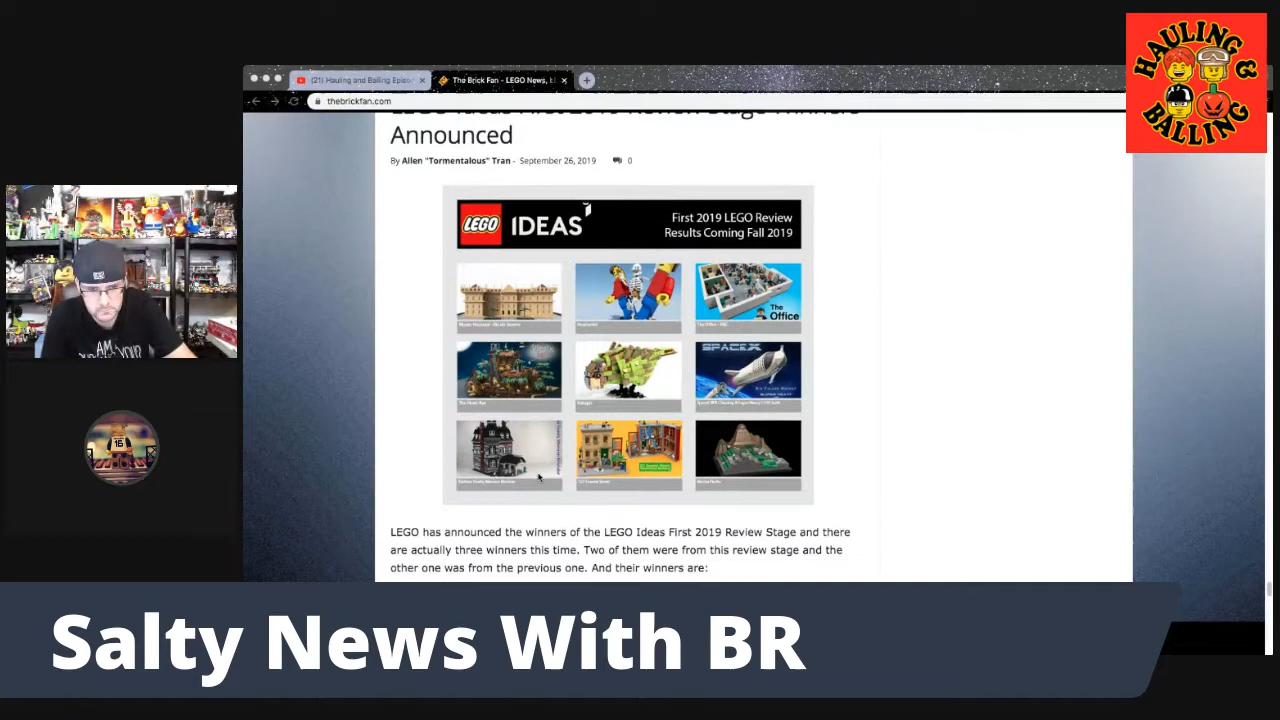 HAULING &
BALLING
(21) Hauling and Balling Episo
The Brick Fan - LEGO News, L
thebrickfan.com
Announced
By Allen "Tormentalous" Tran - September 26, 2019
0
LEGO IDEAS
First 2019 LEGO Review
Results Coming Fall 2019
The
Office
SPACEX
LEGO has announced the winners of the LEGO Ideas First 2019 Review Stage and there
are actually three winners this time. Two of them were from this review stage and the
other one was from the previous one. And their winners are:
16
AM
YOUR
Salty News With BR